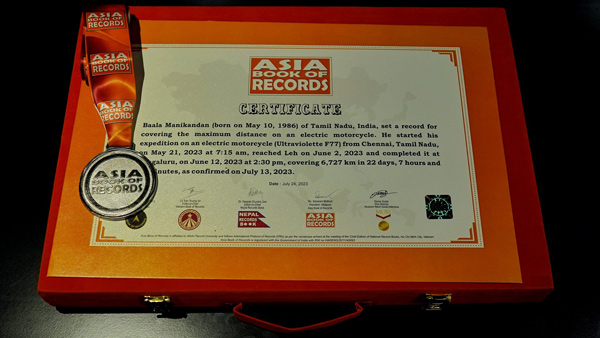 ASIA
BOOK OF
RECORDS
ASIA
BOOK OF
RECORDS
ASIA
BOOK OF
RECORDS
CERTIFICATE
Baala Manikandan (born on May 10, 1986) of Tamil Nadu, India, set a record for
covering the maximum distance on an electric motorcycle. He started his
expedition on an electric motorcycle (Ultraviolette F77) from Chennai, Tamil Nadu,
on May 21, 2023 at 7:15 am, reached Leh on June 2, 2023 and completed it at
galuru, on June 12, 2023 at 2:30 pm, covering 6,727 km in 22 days, 7 hours and
inutes, as confirmed on July 13, 2023.
ASIA
BOOK OF
RECORDS
NEPAL
RECORDS
ASIA
BOOK OF
RECORDS